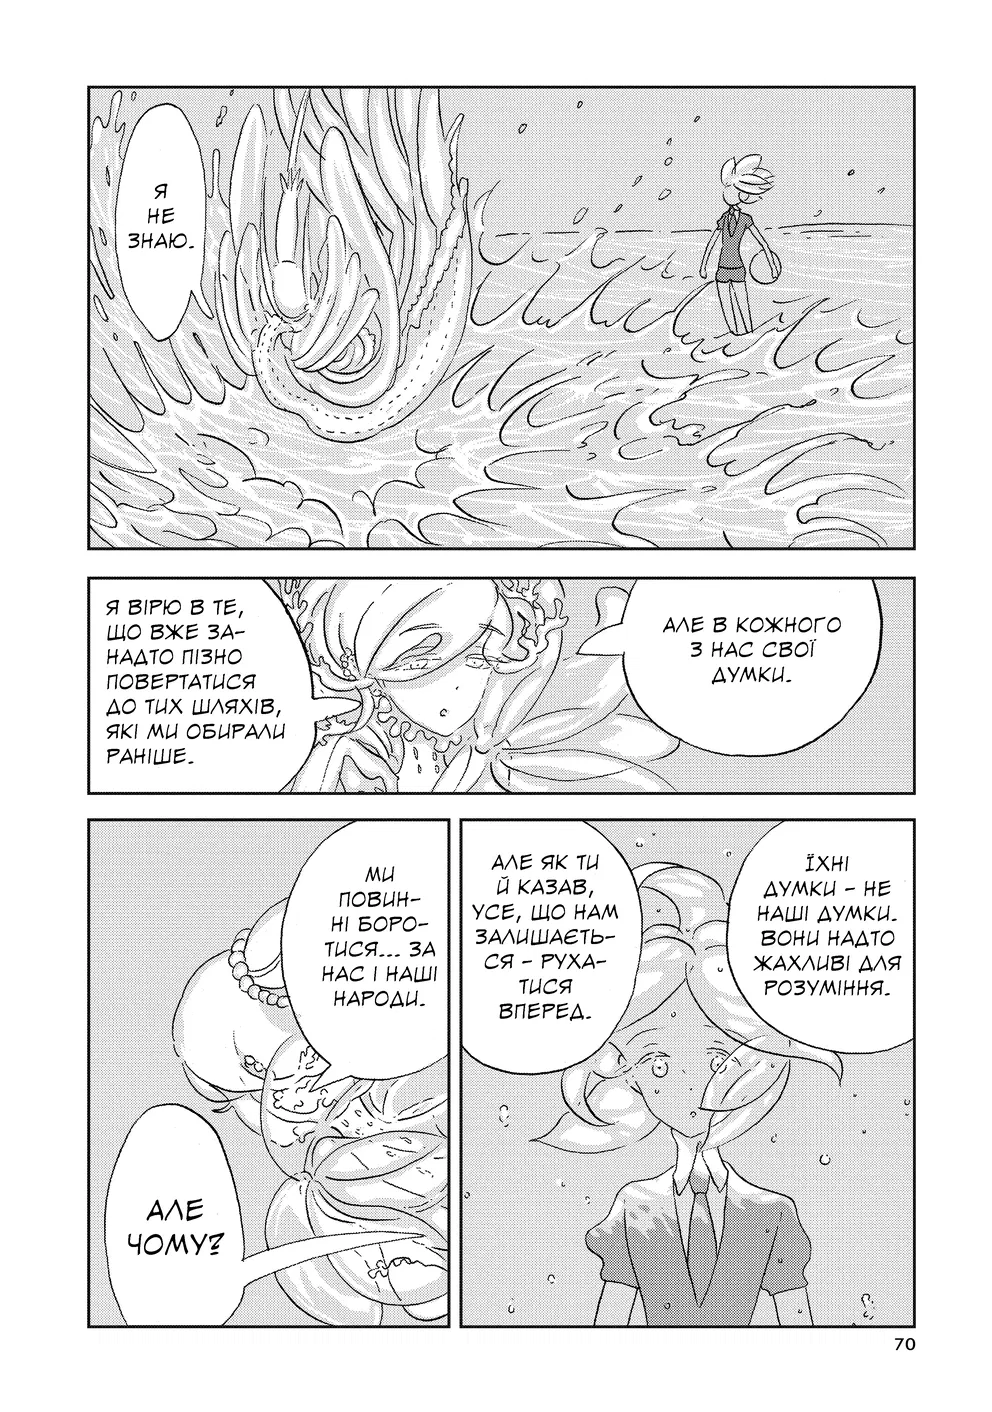 Я
НЕ
ЗНАЮ.
АЛЕ В КОЖНОГО
З НАС СВОЇ
ДУМКИ.
Я ВІРЮ В ТЕ,
ЩО ВЖЕ ЗА-
НАДТО ПІЗНО
ПОВЕРТАТИСЯ
ДО ТИХ ШЛЯХІВ,
ЯКІ МИ ОБИРАЛИ
РАНІШЕ.
ЇХНІ
ДУМКИ – НЕ
НАШІ ДУМКИ.
ВОНИ НАДТО
ЖАХЛИВІ ДЛЯ
РОЗУМІННЯ.
АЛЕ ЯК ТИ
Й КАЗАВ,
УСЕ, ЩО НАМ
ЗАЛИШАЄТЬ-
СЯ – РУХА-
ТИСЯ
ВПЕРЕД.
МИ
ПОВИН-
НІ БОРО-
ТИСЯ... ЗА
НАС І НАШІ
НАРОДИ.
АЛЕ
ЧОМУ?
70